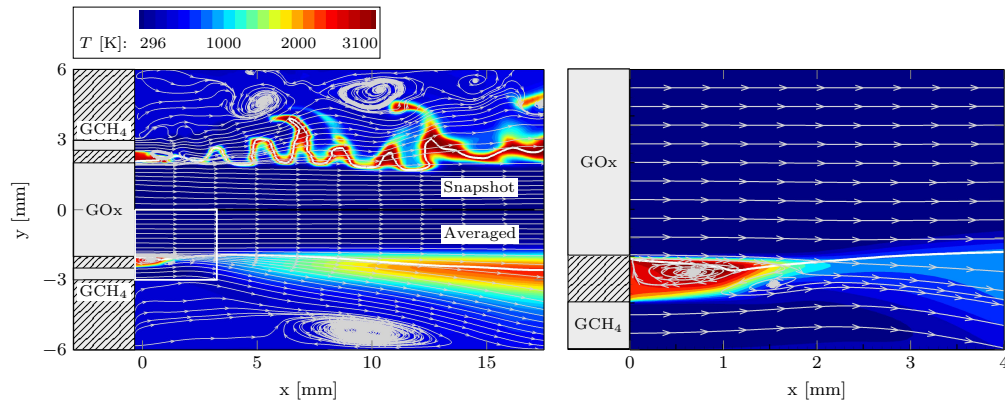 T [K]: 296 1000 2000 3100
6
3
0
−3
−6
y [mm]
GCH4
GOx
GCH4
Snapshot
Averaged
0 5 10 15
x [mm]
GOx
GCH4
0 1 2 3 4
x [mm]